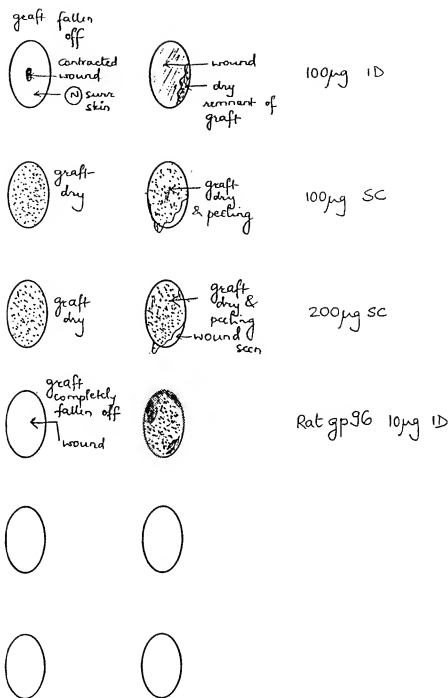 graft fallen
off
contracted
wound
N surr
skin
wound
dry
remnant of
graft
100µg ID
graft
dry
graft
dry
& peeling
100µg SC
graft
dry
graft
dry &
peeling
wound
seen
200µg SC
graft
completely
fallen off
wound
Rat gp96 10µg ID